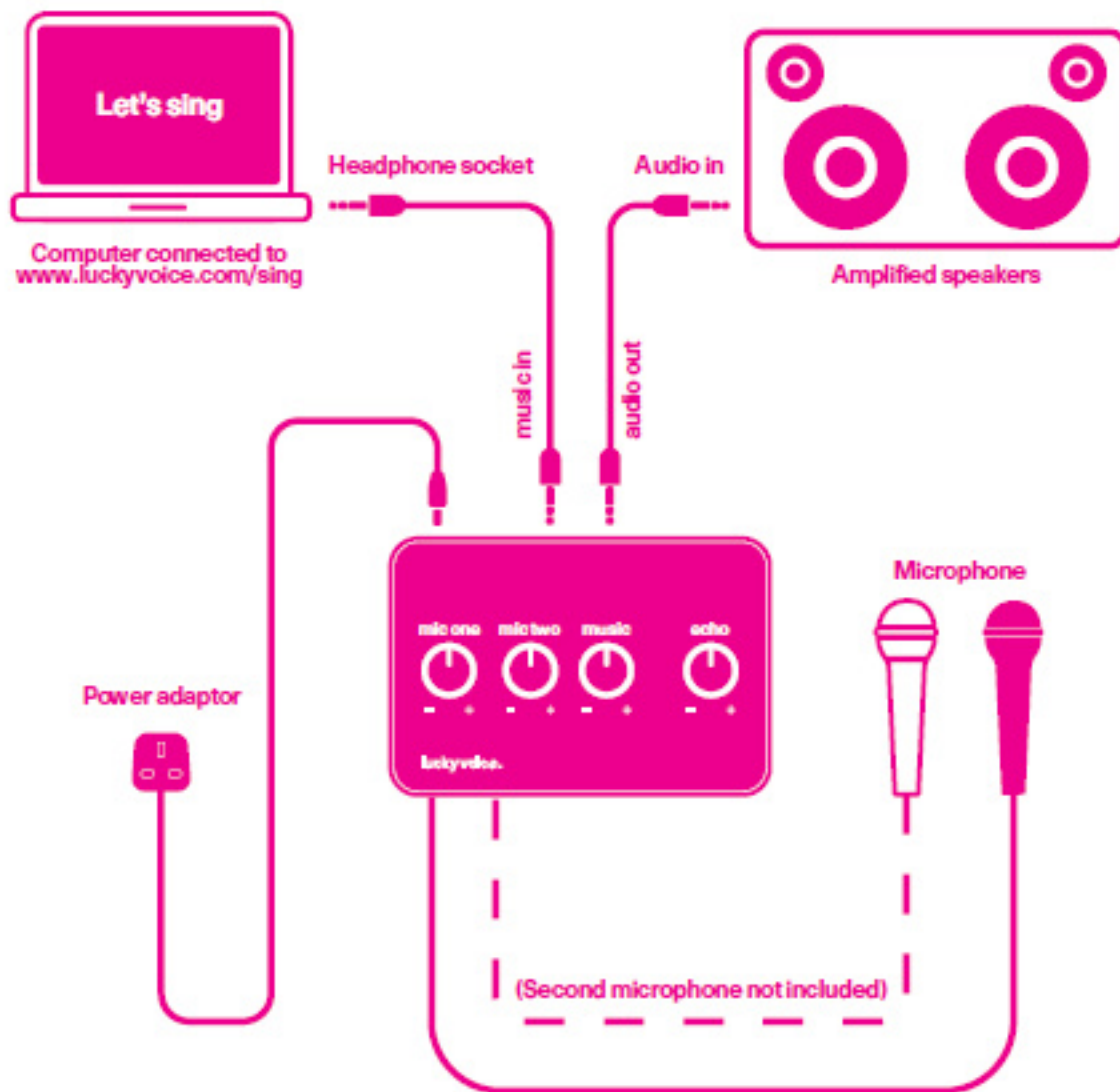 Let's sing
Headphone socket
Audio in
Computer connected to
www.luckyvoice.com/sing
Amplified speakers
music in
audio out
Microphone
mic one
mic two
music
echo
- +
- +
- +
- +
Power adaptor
luckyvoice.
(Second microphone not included)